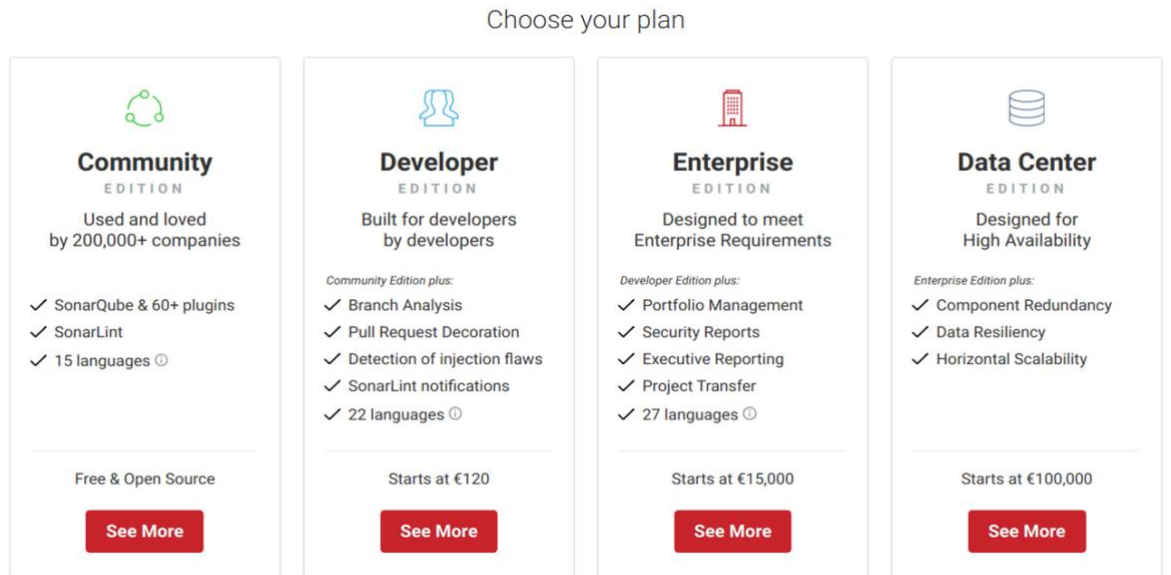 Choose your plan
Community
EDITION
Used and loved
by 200,000+ companies
SonarQube & 60+ plugins
SonarLint
15 languages
Free & Open Source
See More
Developer
EDITION
Built for developers
by developers
Community Edition plus:
Branch Analysis
Pull Request Decoration
Detection of injection flaws
SonarLint notifications
22 languages
Starts at €120
See More
Enterprise
EDITION
Designed to meet
Enterprise Requirements
Developer Edition plus:
Portfolio Management
Security Reports
Executive Reporting
Project Transfer
27 languages
Starts at €15,000
See More
Data Center
EDITION
Designed for
High Availability
Enterprise Edition plus:
Component Redundancy
Data Resiliency
Horizontal Scalability
Starts at €100,000
See More